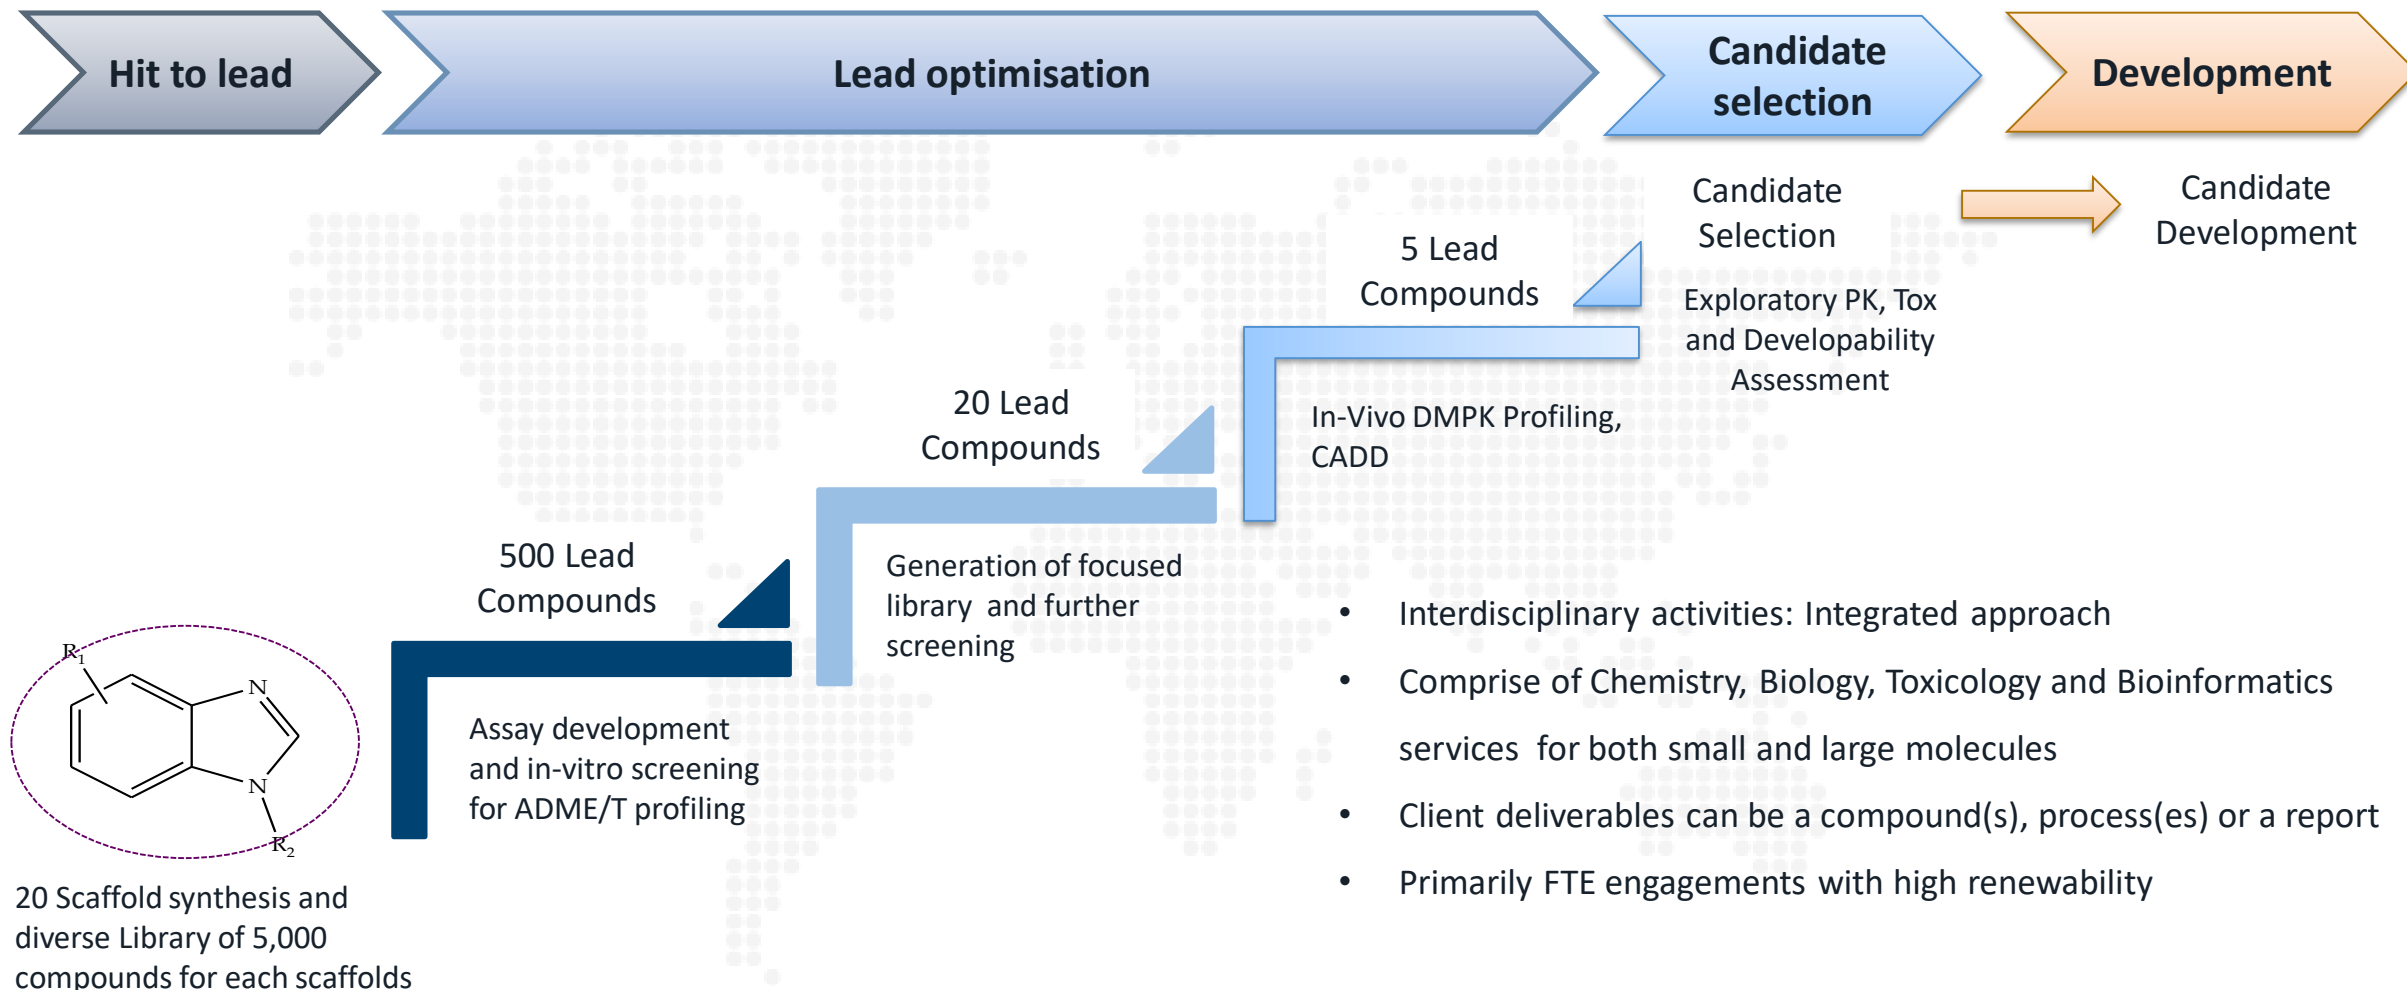 Hit to lead
Lead optimisation
Candidate
selection
Development
Candidate
Selection
Candidate
Development
Exploratory PK, Tox
and Developability
Assessment
5 Lead
Compounds
In-Vivo DMPK Profiling,
CADD
20 Lead
Compounds
Generation of focused
library and further
screening
500 Lead
Compounds
Assay development
and in-vitro screening
for ADME/T profiling
R1
N
N
R2
20 Scaffold synthesis and
diverse Library of 5,000
compounds for each scaffolds
• Interdisciplinary activities: Integrated approach
• Comprise of Chemistry, Biology, Toxicology and Bioinformatics
services for both small and large molecules
• Client deliverables can be a compound(s), process(es) or a report
• Primarily FTE engagements with high renewability